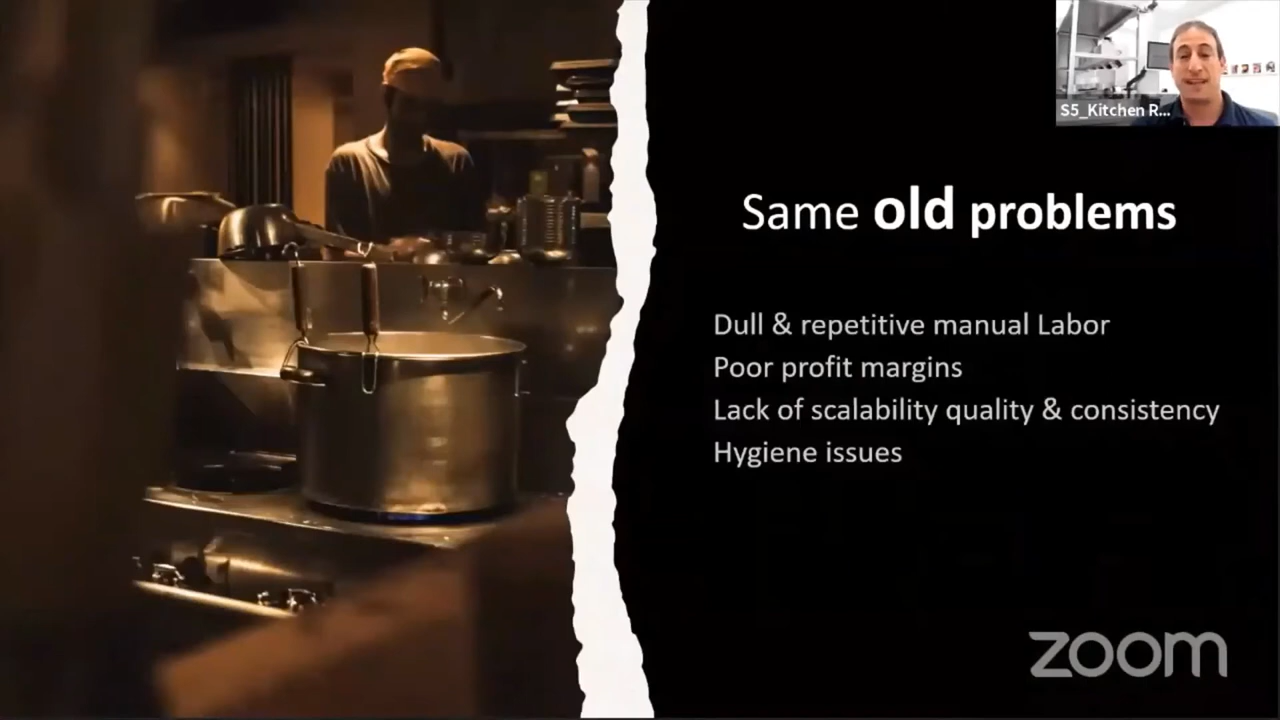 S5_Kitchen R...
Same old problems
Dull & repetitive manual Labor
Poor profit margins
Lack of scalability quality & consistency
Hygiene issues
zoom